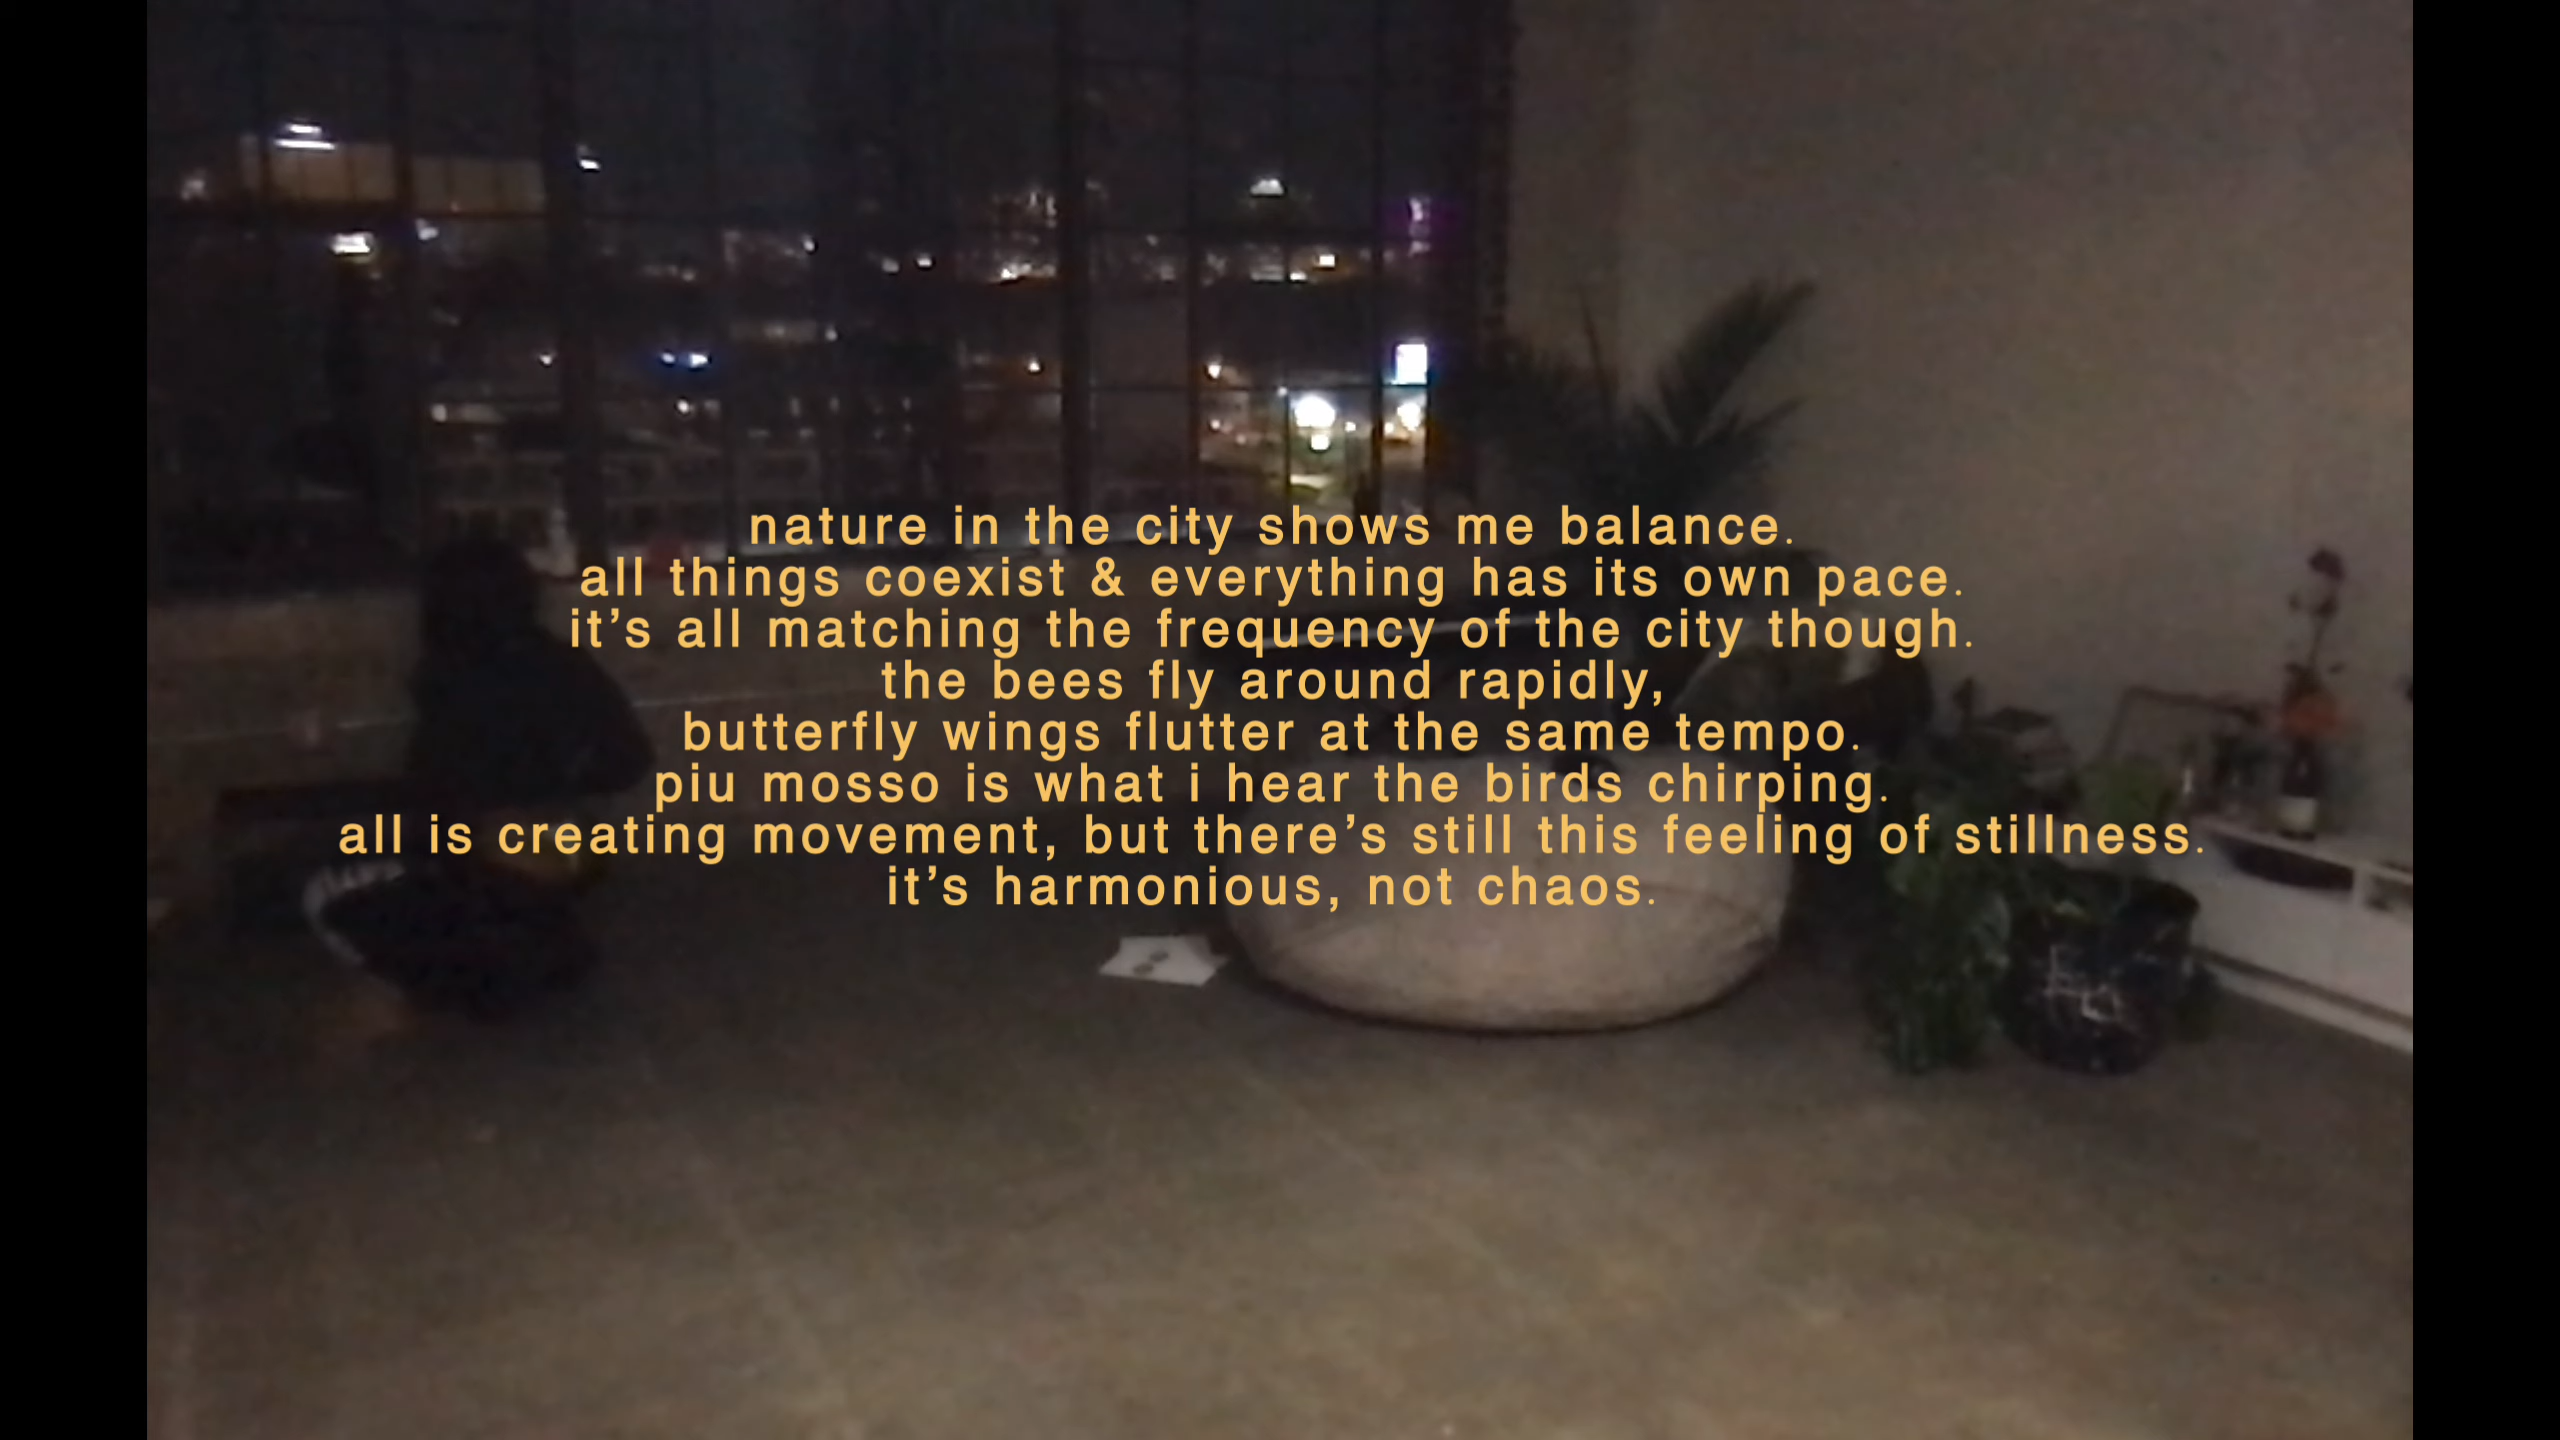 nature in the city shows me balance.
all things coexist & everything has its own pace.
it’s all matching the frequency of the city though.
the bees fly around rapidly,
butterfly wings flutter at the same tempo.
piu mosso is what i hear the birds chirping.
all is creating movement, but there’s still this feeling of stillness.
it’s harmonious, not chaos.